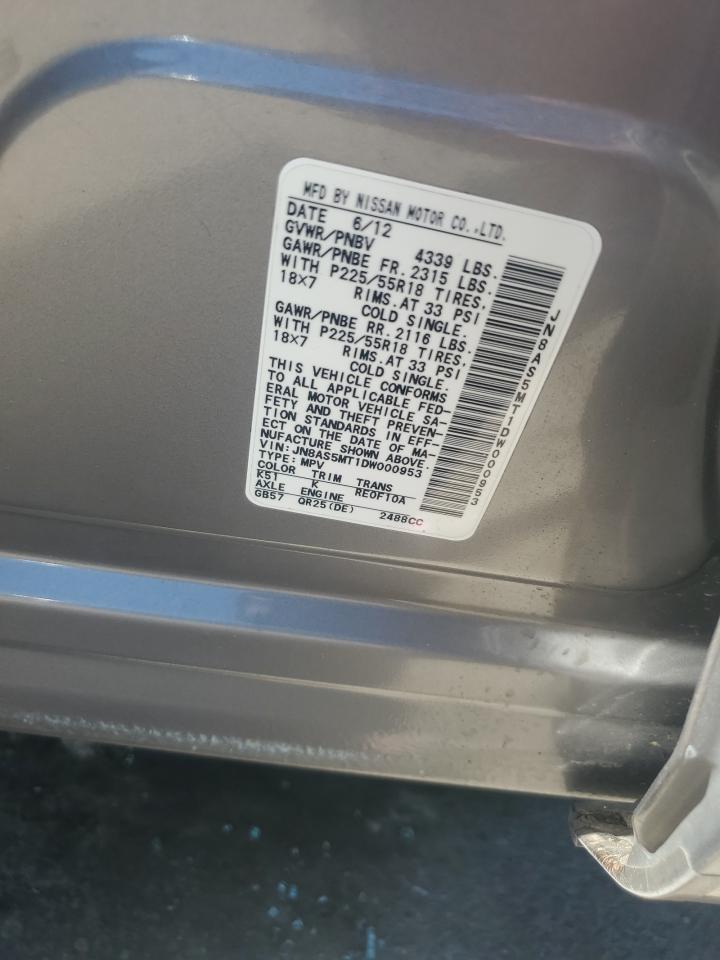 MFD BY NISSAN MOTOR CO.,LTD.
DATE 6/12
GVWR/PNBV 4339 LBS.
GAWR/PNBE FR. 2315 LBS.
WITH P225/55R18 TIRES,
18X7 RIMS. AT 33 PSI
COLD SINGLE.
GAWR/PNBE RR. 2116 LBS.
WITH P225/55R18 TIRES,
18X7 RIMS. AT 33 PSI
COLD SINGLE.
THIS VEHICLE CONFORMS
TO ALL APPLICABLE FED-
ERAL MOTOR VEHICLE SA-
FETY AND THEFT PREVEN-
TION STANDARDS IN EFF-
ECT ON THE DATE OF MA-
NUFACTURE SHOWN ABOVE.
VIN: JN8AS5MT1DW000953
TYPE: MPV
COLOR TRIM TRANS
K51 K RE0F10A
AXLE ENGINE
GB57 QR25(DE) 2488CC
JN8AS5MT1DW000953